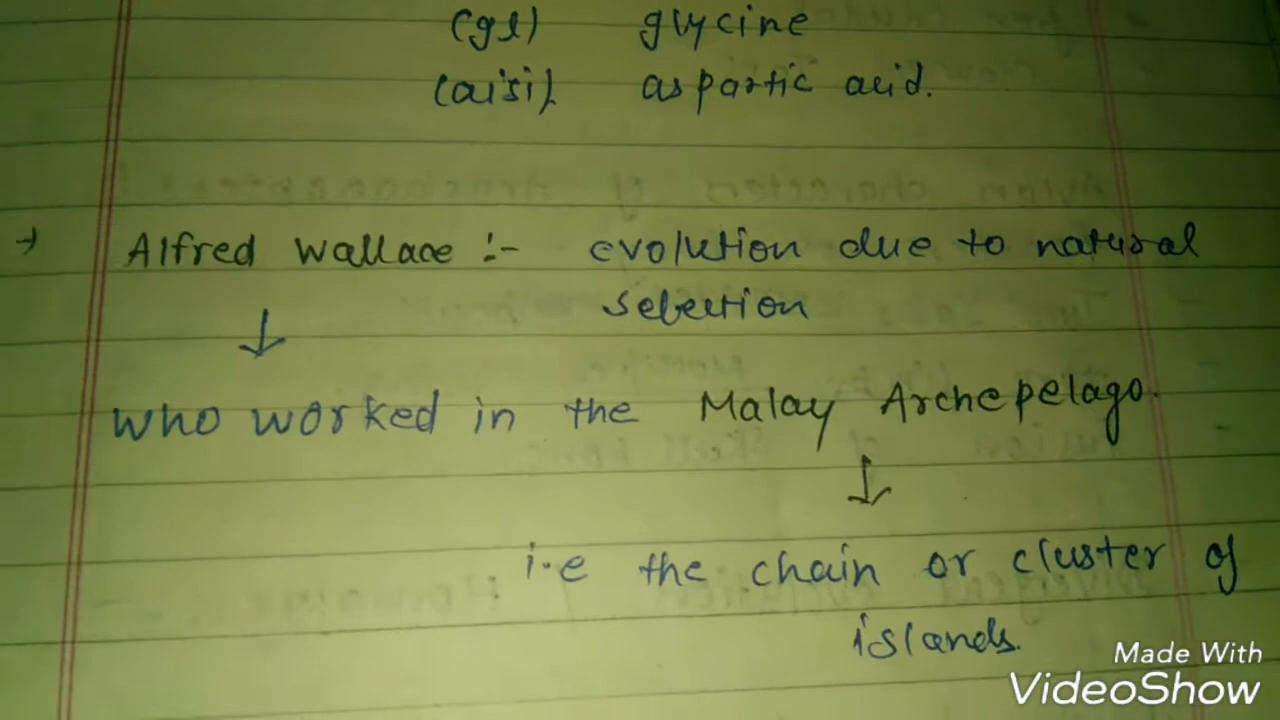 (gl) glycine
(aisi) aspartic acid.
→ Alfred Wallace :- evolution due to natural
selection
↓
who worked in the Malay Archepelago.
↓
i.e the chain or cluster of
islands.
Made With
VideoShow